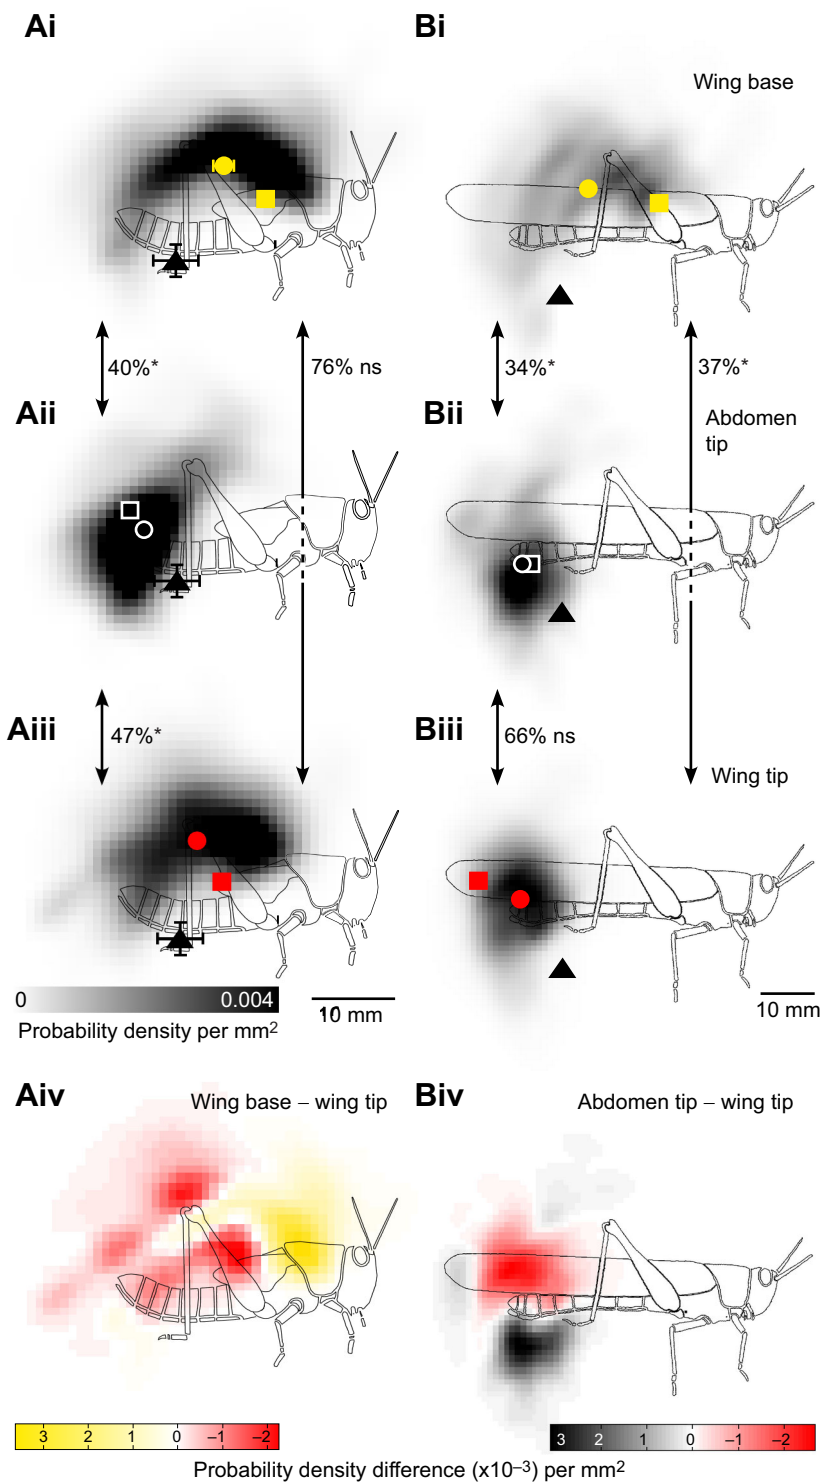 Ai
Bi
Wing base
40%*
76% ns
34%*
37%*
Aii
Bii
Abdomen
tip
Aiii
47%*
Biii
66% ns
Wing tip
0
0.004
Probability density per mm2
10 mm
10 mm
Aiv
Wing base – wing tip
Biv
Abdomen tip – wing tip
3 2 1 0 –1 –2
3 2 1 0 –1 –2
Probability density difference (x10–3) per mm2